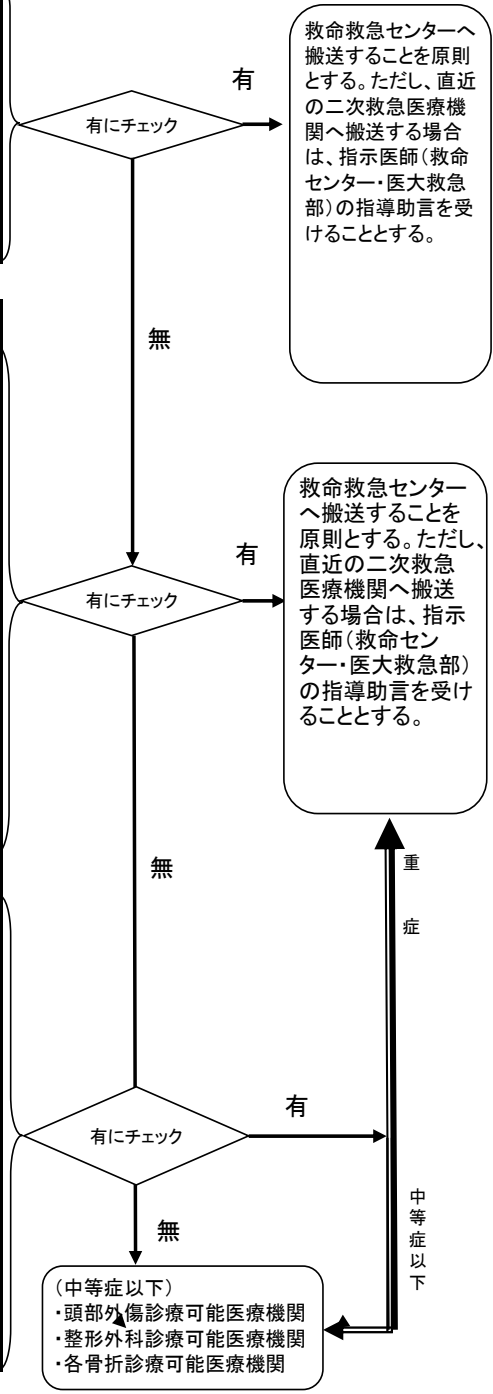 救命救急センターへ
搬送することを原則
とする。ただし、直近
の二次救急医療機
関へ搬送する場合
は、指示医師（救命
センター・医大救急
部）の指導助言を受
けることとする。
有
有にチェック
無
救命救急センター
へ搬送することを
原則とする。ただし、
直近の二次救急
医療機関へ搬送
する場合は、指示
医師（救命セン
ター・医大救急部）
の指導助言を受け
ることとする。
有
有にチェック
無
重
症
有
有にチェック
中
等
症
以
下
無
（中等症以下）
・頭部外傷診療可能医療機関
・整形外科診療可能医療機関
・各骨折診療可能医療機関